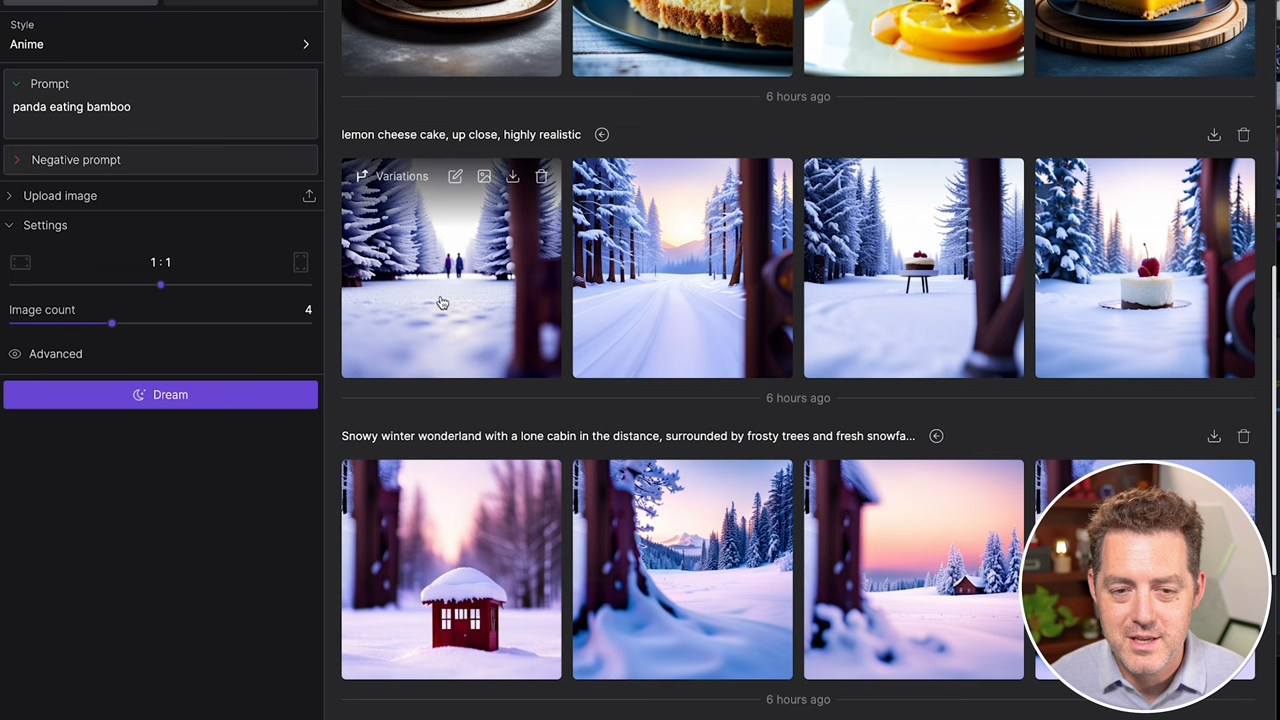 Style
Anime
Prompt
panda eating bamboo
Negative prompt
Upload image
Settings
1 : 1
Image count 4
Advanced
Dream
6 hours ago
lemon cheese cake, up close, highly realistic
Variations
6 hours ago
Snowy winter wonderland with a lone cabin in the distance, surrounded by frosty trees and fresh snowfa...
6 hours ago